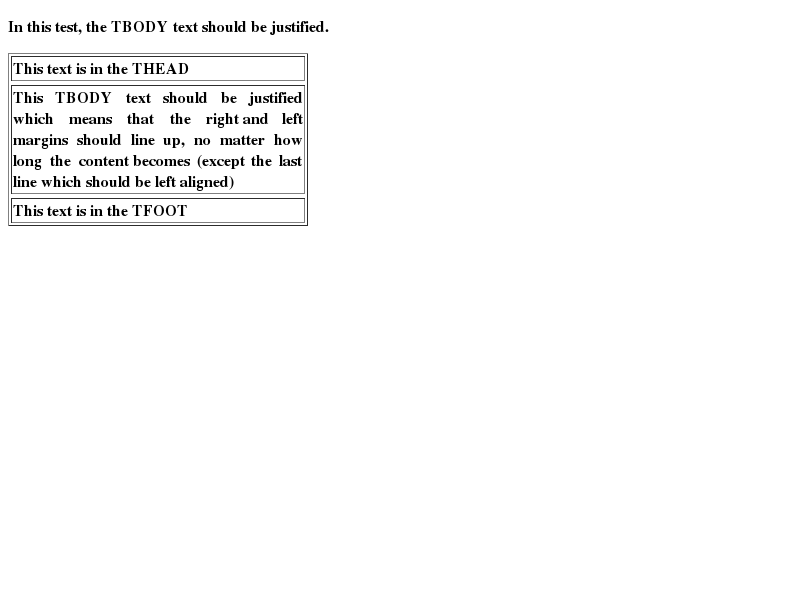 In this test, the TBODY text should be justified.
This text is in the THEAD
This TBODY text should be justified
which means that the right and left
margins should line up, no matter how
long the content becomes (except the last
line which should be left aligned)
This text is in the TFOOT